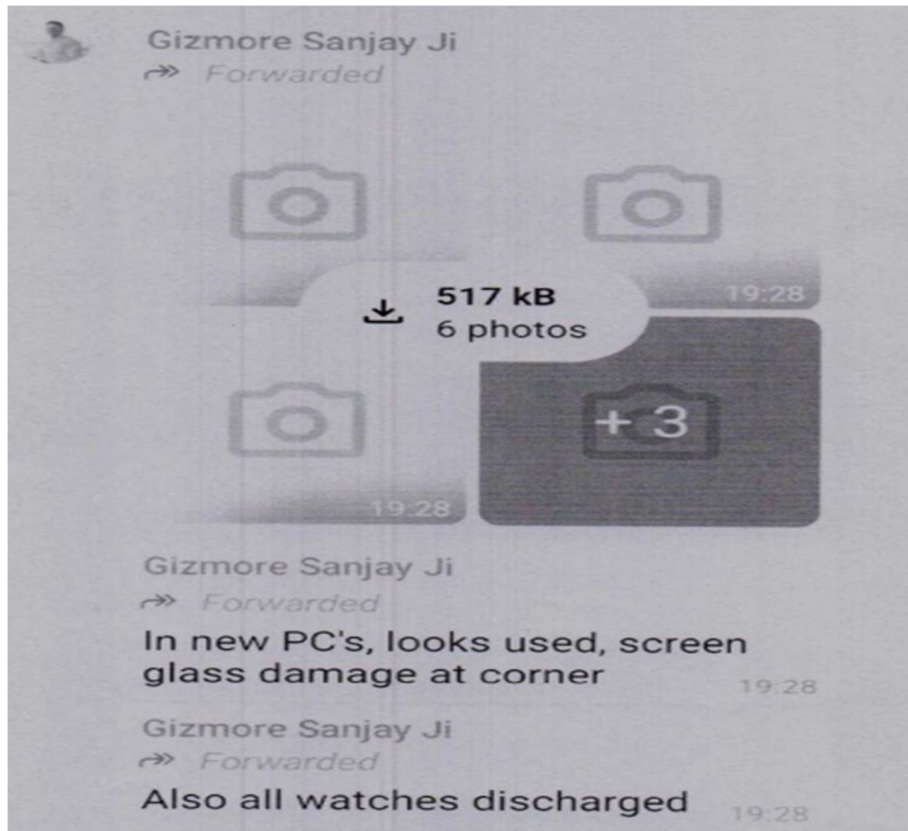 Gizmore Sanjay Ji
Forwarded
19:28
517 kB
6 photos
+ 3
19:28
Gizmore Sanjay Ji
Forwarded
In new PC's, looks used, screen
glass damage at corner
19:28
Gizmore Sanjay Ji
Forwarded
Also all watches discharged
19:28